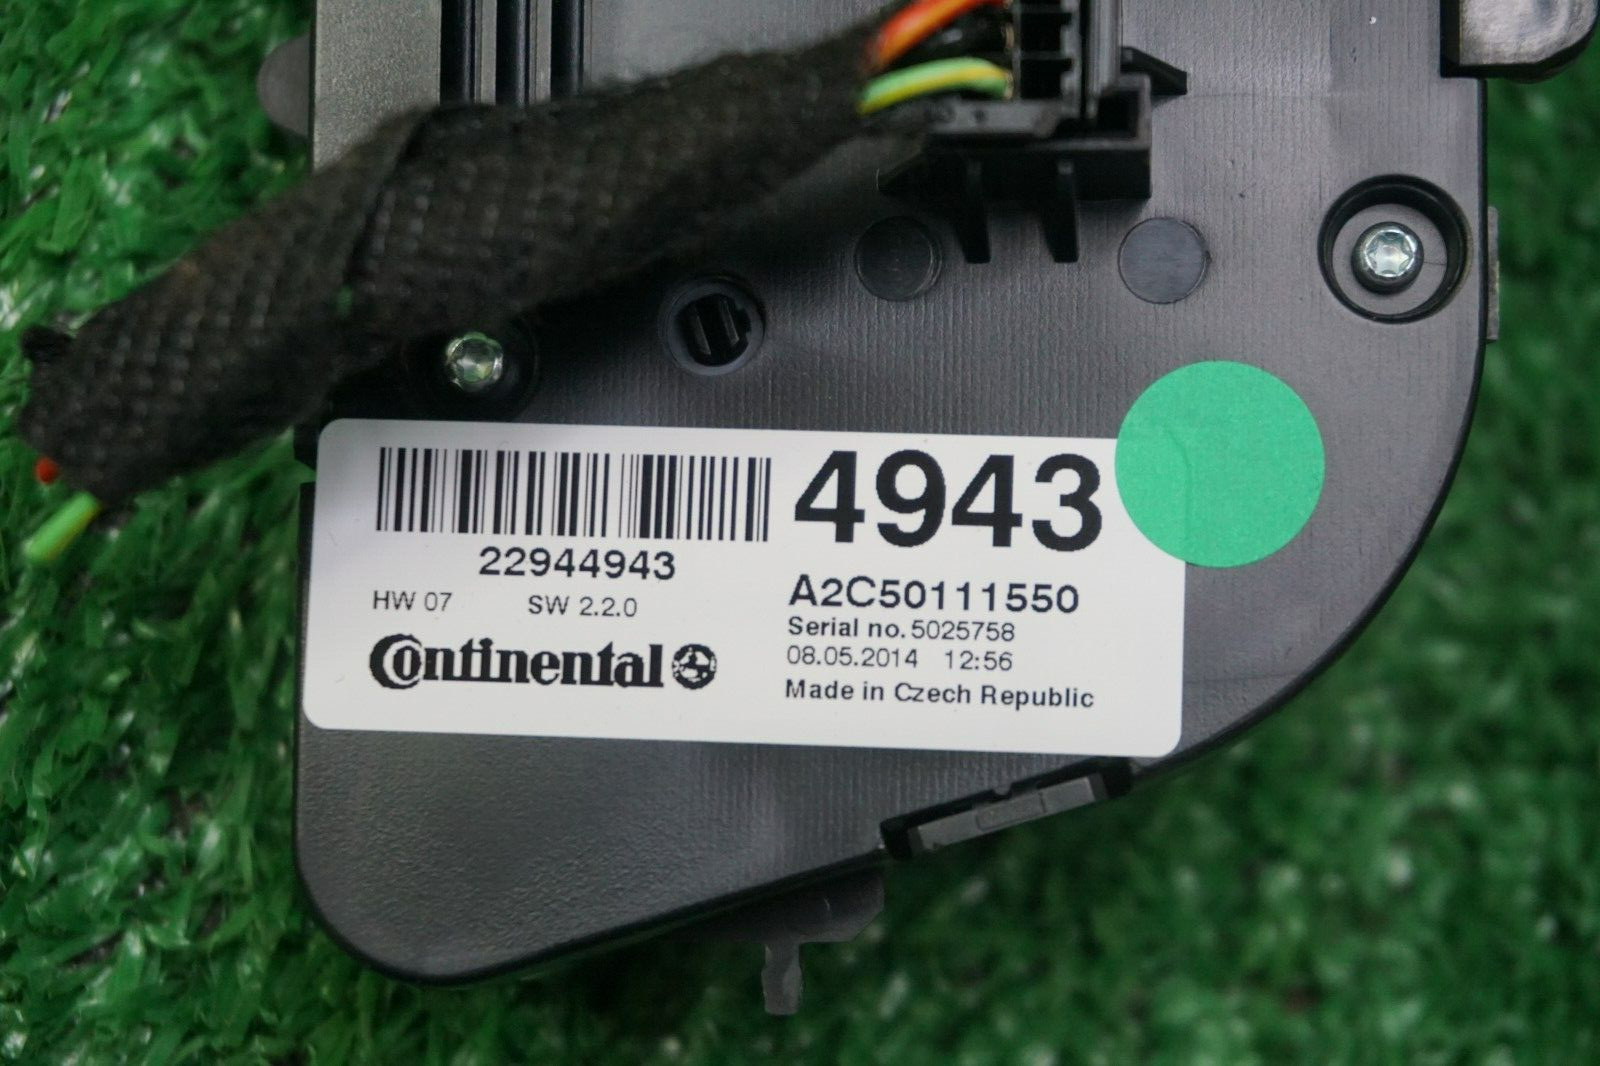 22944943
HW 07 SW 2.2.0
Continental
4943
A2C50111550
Serial no. 5025758
08.05.2014 12:56
Made in Czech Republic